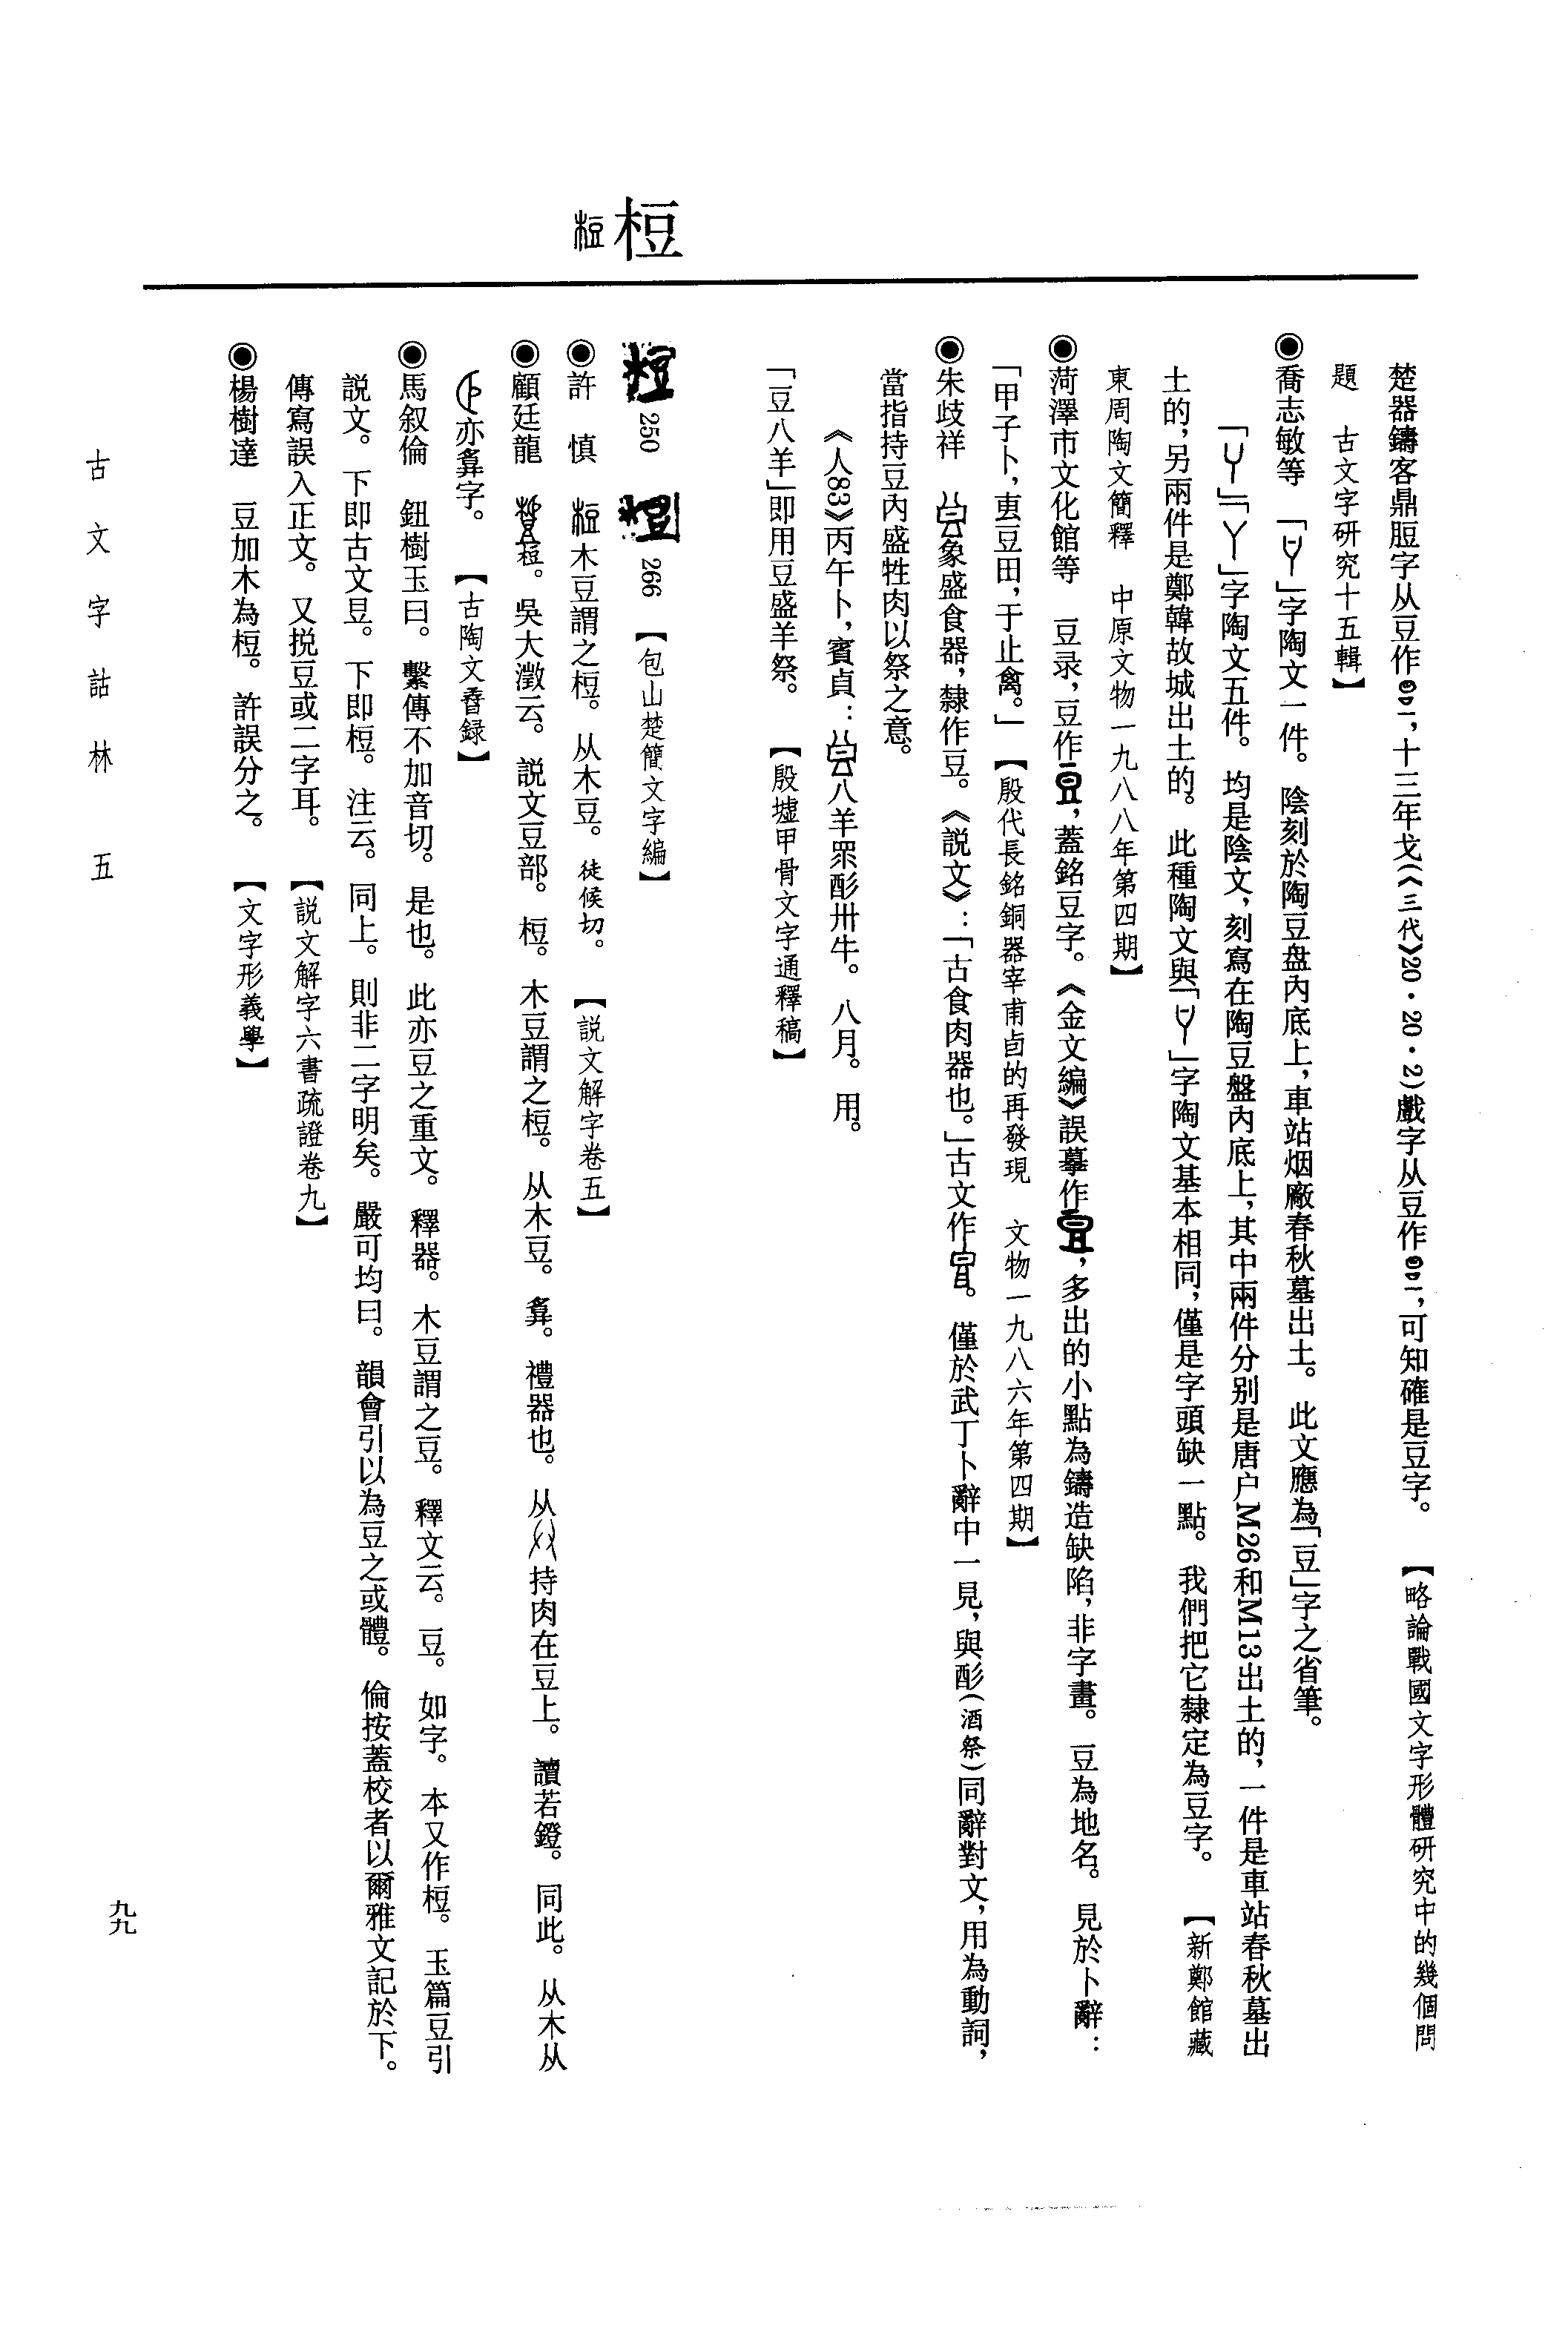 梪
楚器鑄客鼎脰字从豆作，十三年戈（《三代》20·20·2）戲字从豆作，可知確是豆字。　【略論戰國文字形體研究中的幾個問
題　古文字研究十五輯】
◉喬志敏等　「」字陶文一件。陰刻於陶豆盘內底上，車站烟廠春秋墓出土。此文應為「豆」字之省筆。
「」「」字陶文五件。均是陰文，刻寫在陶豆盤內底上，其中兩件分別是唐户M26和M13出土的，一件是車站春秋墓出
土的，另兩件是鄭韓故城出土的。此種陶文與「」字陶文基本相同，僅是字頭缺一點。我們把它隸定為豆字。　【新鄭館藏
東周陶文簡釋　中原文物一九八八年第四期】
◉菏澤市文化館等　豆录，豆作，蓋銘豆字。《金文編》誤摹作，多出的小點為鑄造缺陷，非字畫。豆為地名。見於卜辭：
「甲子卜，叀豆田，于止禽。」　【殷代長銘銅器宰甫卣的再發現　文物一九八六年第四期】
◉朱歧祥　象盛食器，隸作豆。《説文》：「古食肉器也。」古文作。僅於武丁卜辭中一見，與酌（酒祭）同辭對文，用為動詞，
當指持豆內盛牲肉以祭之意。
《人83》丙午卜，賓貞：八羊眔酌卅牛。八月。用。
「豆八羊」即用豆盛羊祭。　【殷墟甲骨文字通釋稿】
250　266　【包山楚簡文字編】
◉許　慎　木豆謂之梪。从木豆。徒候切。　【説文解字卷五】
◉顧廷龍　梪。吳大澂云。説文豆部。梪。木豆謂之梪。从木豆。弆。禮器也。从持肉在豆上。讀若鐙。同此。从木从
亦弆字。　【古陶文孴録】
◉馬叙倫　鈕樹玉曰。繫傳不加音切。是也。此亦豆之重文。釋器。木豆謂之豆。釋文云。豆。如字。本又作梪。玉篇豆引
説文。下即古文㫷。下即梪。注云。同上。則非二字明矣。嚴可均曰。韻會引以為豆之或體。倫按蓋校者以爾雅文記於下。
傳寫誤入正文。又挩豆或二字耳。　【説文解字六書疏證卷九】
◉楊樹達　豆加木為梪。許誤分之。　【文字形義學】
古文字詁林　五
九九